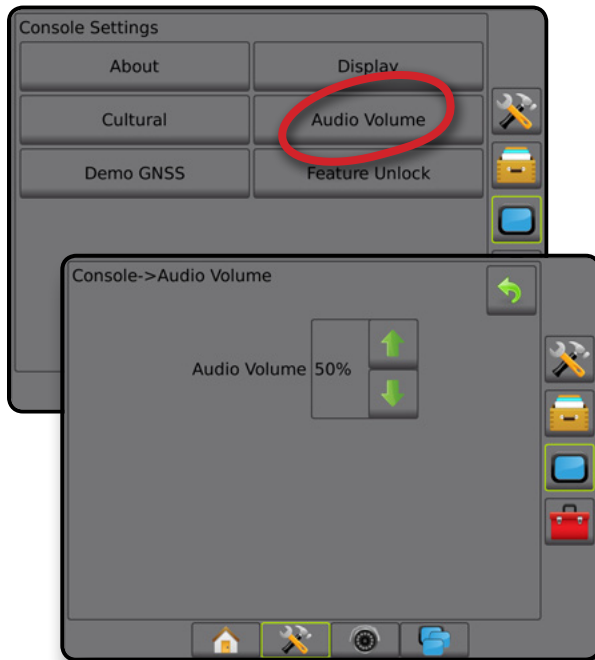 Console Settings
About
Display
Cultural
Audio Volume
Demo GNSS
Feature Unlock
Console->Audio Volume
Audio Volume 50%